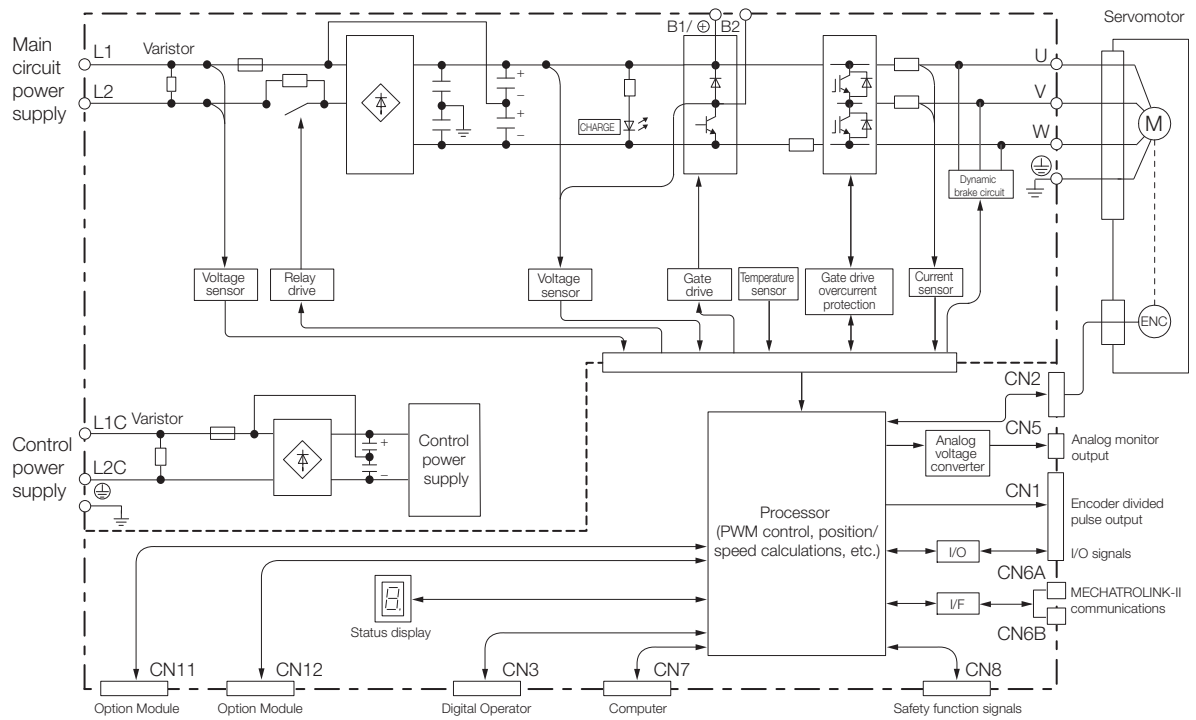 Main
circuit
power
supply
L1
Varistor
L2
B1/ ⊕ B2
Servomotor
+
−
+
−
CHARGE
U
V
W
M
Dynamic
brake circuit
Voltage
sensor
Relay
drive
Voltage
sensor
Gate
drive
Temperature
sensor
Gate drive
overcurrent
protection
Current
sensor
ENC
Control
power
supply
L1C
Varistor
L2C
+
−
Control
power
supply
CN2
CN5
Analog
voltage
converter
Analog monitor
output
CN1
Encoder divided
pulse output
Processor
(PWM control, position/
speed calculations, etc.)
I/O
I/O signals
CN6A
I/F
MECHATROLINK-II
communications
CN6B
8.
Status display
CN11
CN12
CN3
CN7
CN8
Option Module
Option Module
Digital Operator
Computer
Safety function signals